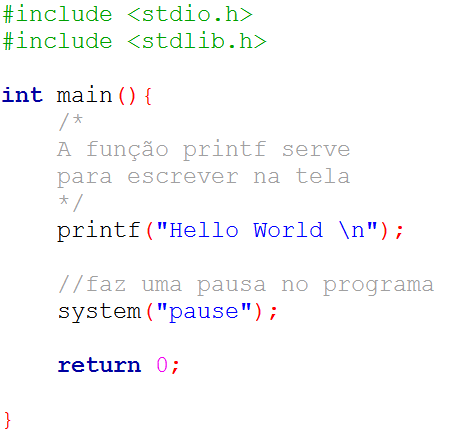 #include <stdio.h>
#include <stdlib.h>
int main(){
/*
A função printf serve
para escrever na tela
*/
printf("Hello World \n");
//faz uma pausa no programa
system("pause");
return 0;
}